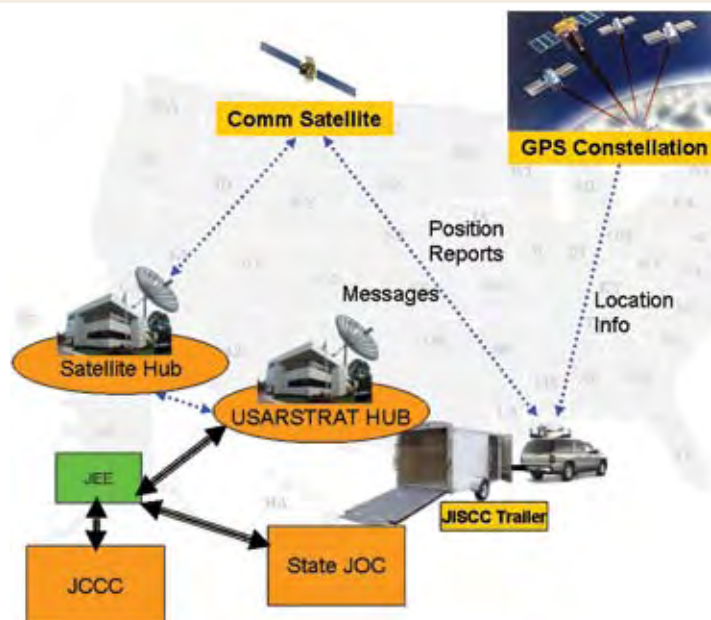 Comm Satellite
GPS Constellation
Position
Reports
Messages
Location
Info
Satellite Hub
USARSTRAT HUB
JEE
JISCC Trailer
State JOC
JCCC